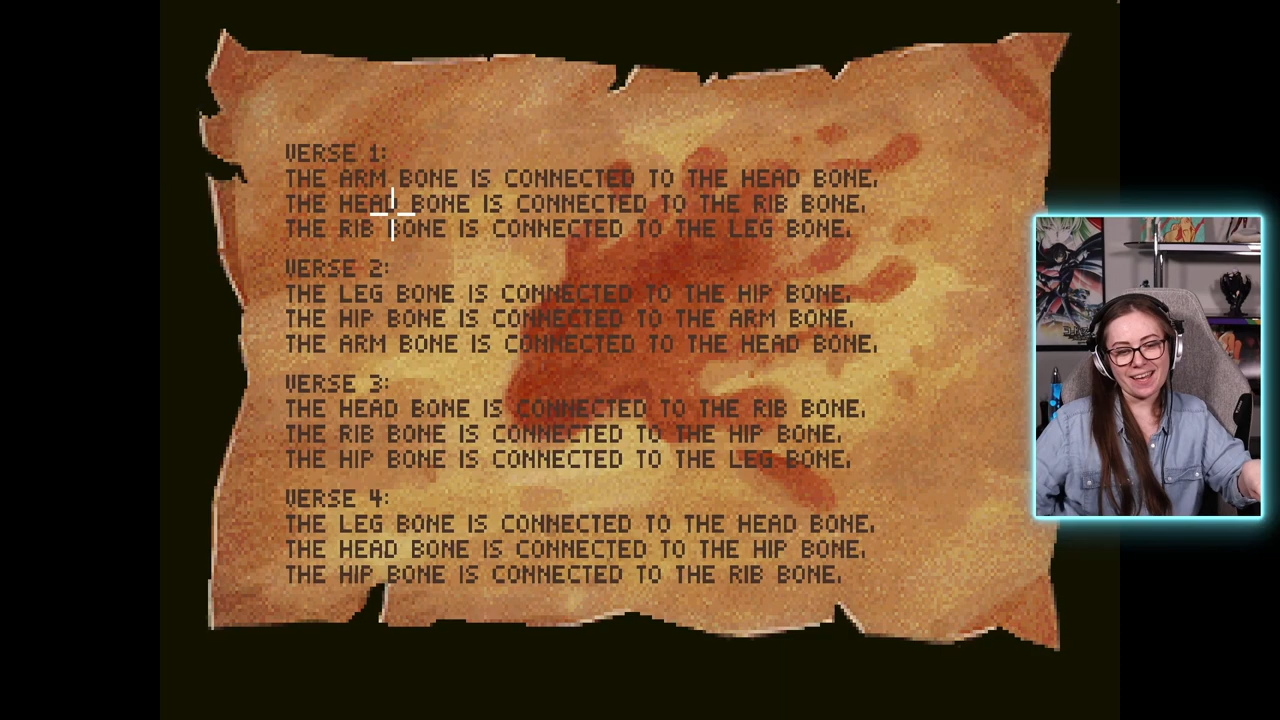 VERSE 1:
THE ARM BONE IS CONNECTED TO THE HEAD BONE.
THE HEAD BONE IS CONNECTED TO THE RIB BONE.
THE RIB BONE IS CONNECTED TO THE LEG BONE.
VERSE 2:
THE LEG BONE IS CONNECTED TO THE HIP BONE.
THE HIP BONE IS CONNECTED TO THE ARM BONE.
THE ARM BONE IS CONNECTED TO THE HEAD BONE.
VERSE 3:
THE HEAD BONE IS CONNECTED TO THE RIB BONE.
THE RIB BONE IS CONNECTED TO THE HIP BONE.
THE HIP BONE IS CONNECTED TO THE LEG BONE.
VERSE 4:
THE LEG BONE IS CONNECTED TO THE HEAD BONE.
THE HEAD BONE IS CONNECTED TO THE HIP BONE.
THE HIP BONE IS CONNECTED TO THE RIB BONE.